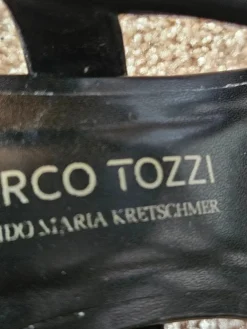 RCO TOZZI
IDO MARIA KRETSCHMER